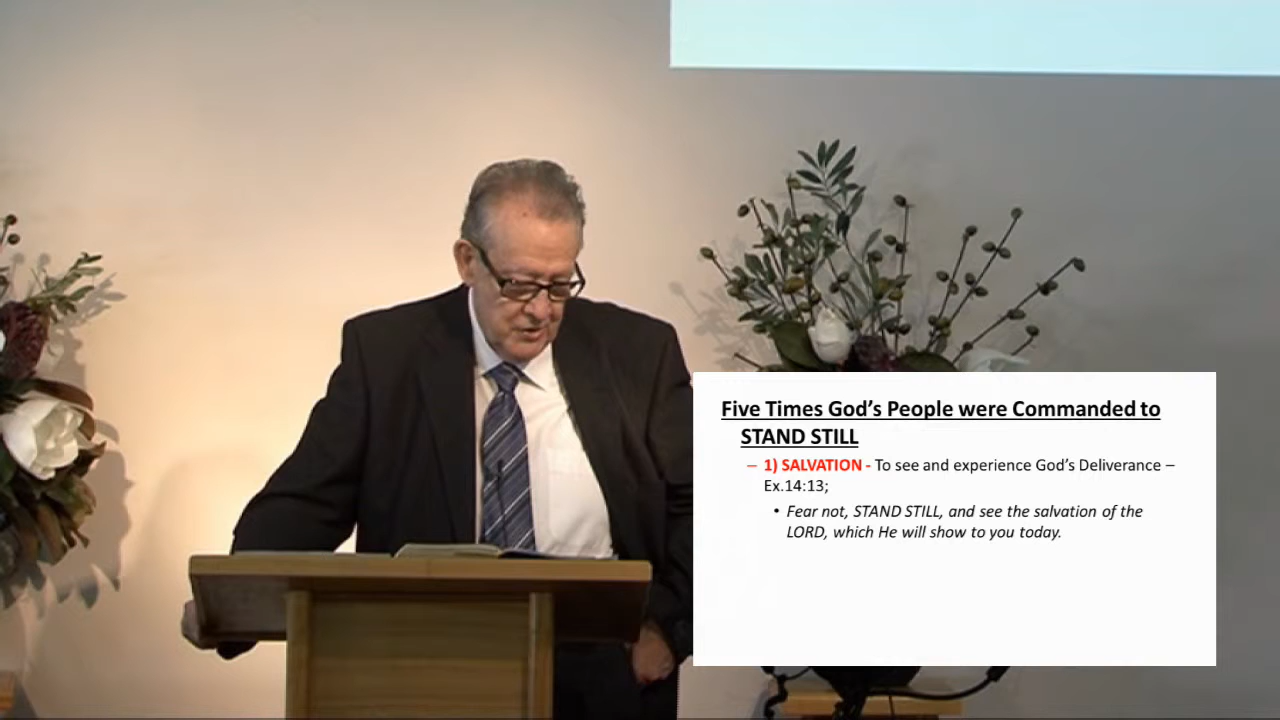 Five Times God’s People were Commanded to
STAND STILL
– 1) SALVATION - To see and experience God’s Deliverance –
Ex.14:13;
• Fear not, STAND STILL, and see the salvation of the
LORD, which He will show to you today.